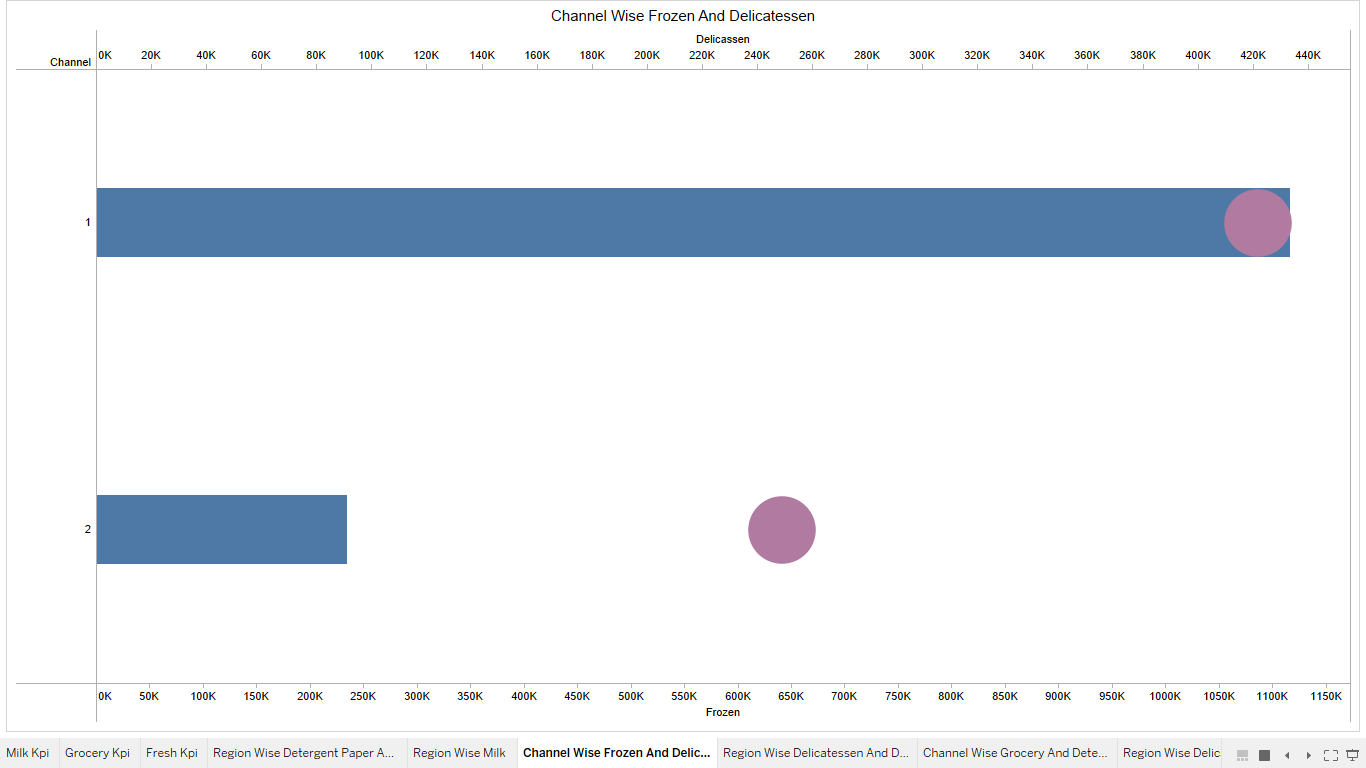 Channel Wise Frozen And Delicatessen
Delicassen
Channel
0K 20K 40K 60K 80K 100K 120K 140K 160K 180K 200K 220K 240K 260K 280K 300K 320K 340K 360K 380K 400K 420K 440K
1
2
0K 50K 100K 150K 200K 250K 300K 350K 400K 450K 500K 550K 600K 650K 700K 750K 800K 850K 900K 950K 1000K 1050K 1100K 1150K
Frozen
Milk Kpi Grocery Kpi Fresh Kpi Region Wise Detergent Paper A... Region Wise Milk Channel Wise Frozen And Delic... Region Wise Delicatessen And D... Channel Wise Grocery And Dete... Region Wise Delic